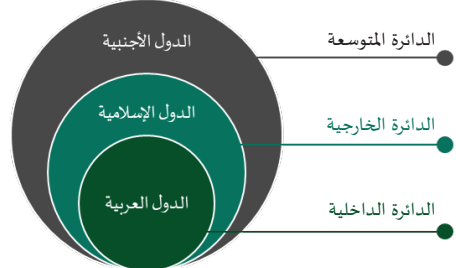 الدائرة المتوسعة
الدول الأجنبية
الدائرة الخارجية
الدول الإسلامية
الدائرة الداخلية
الدول العربية